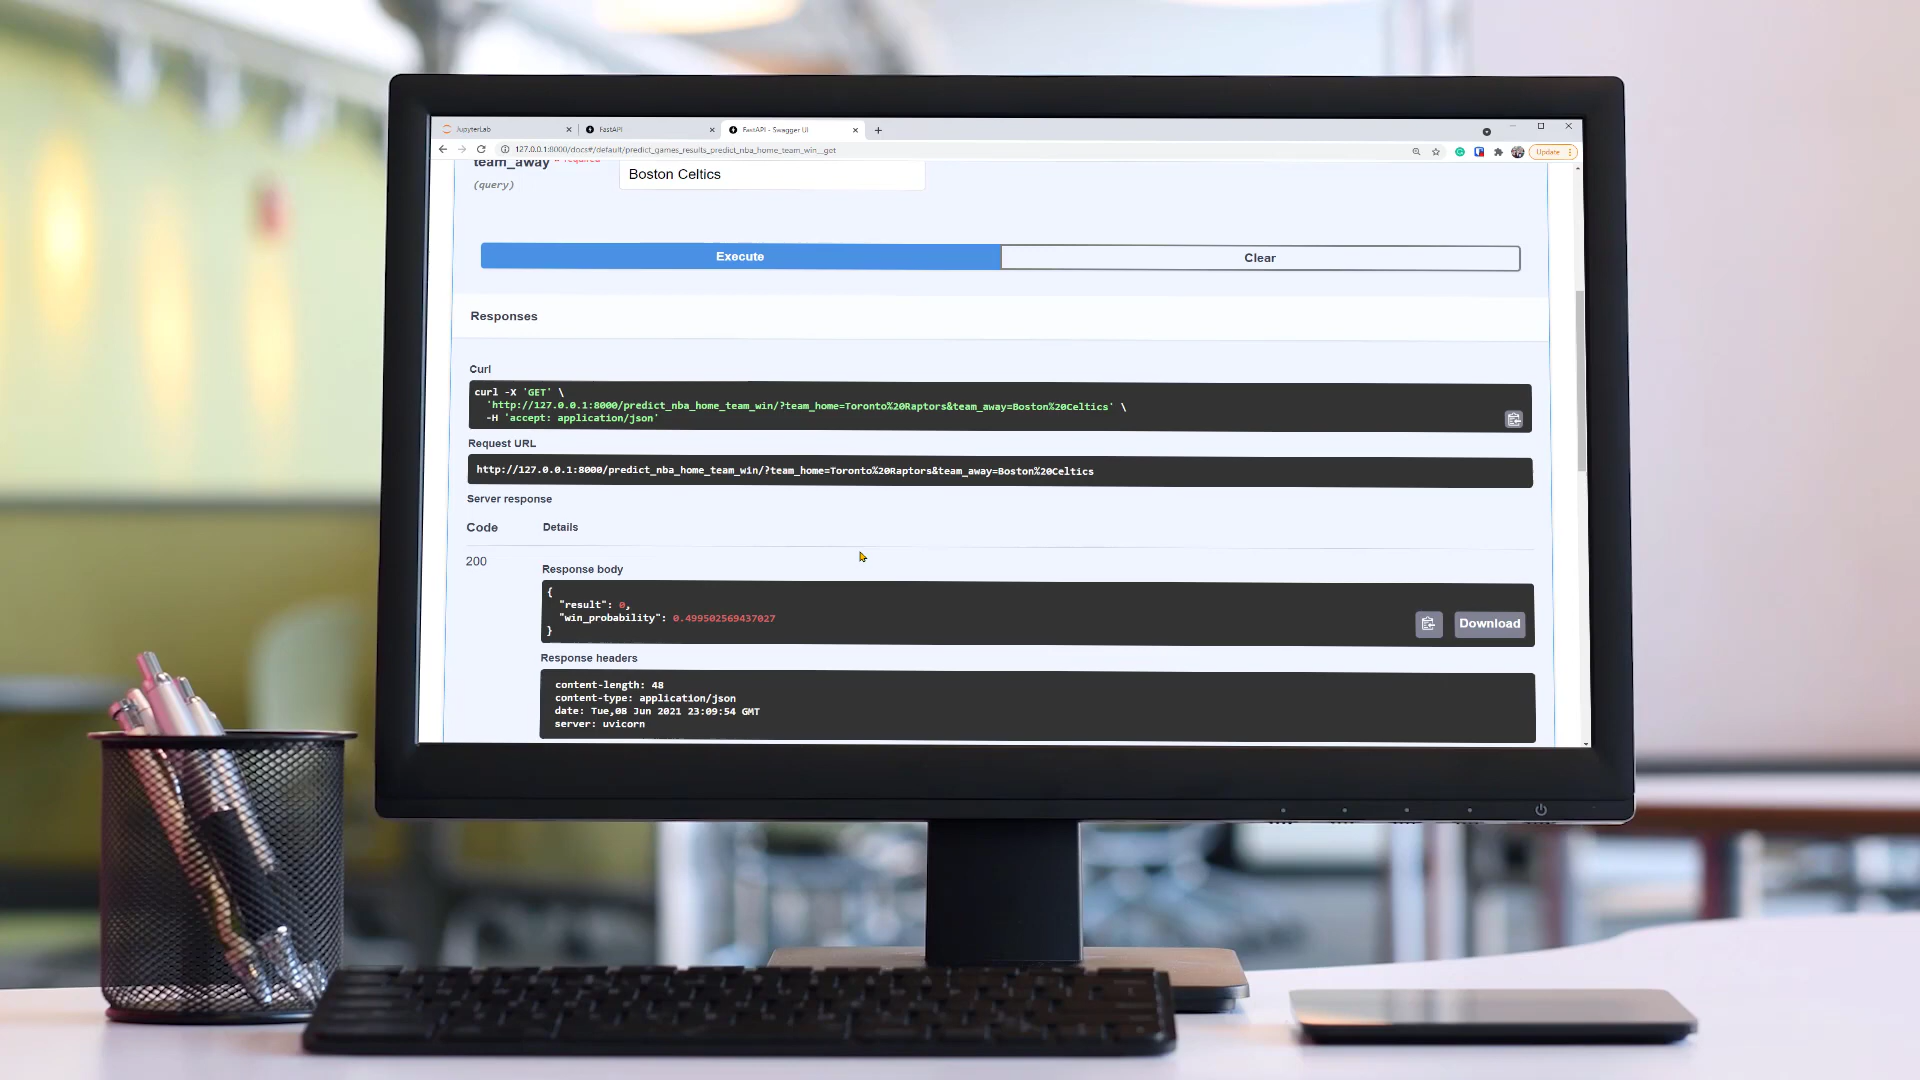 JupyterLab
FastAPI
FastAPI - Swagger UI
127.0.0.1:8000/docs#/default/predict_games_results_predict_nba_home_team_win__get
Update
team_away * required
Boston Celtics
(query)
Execute
Clear
Responses
Curl
curl -X 'GET' \
'http://127.0.0.1:8000/predict_nba_home_team_win/?team_home=Toronto%20Raptors&team_away=Boston%20Celtics' \
-H 'accept: application/json'
Request URL
http://127.0.0.1:8000/predict_nba_home_team_win/?team_home=Toronto%20Raptors&team_away=Boston%20Celtics
Server response
Code
Details
200
Response body
{
"result": 0,
"win_probability": 0.499502569437027
}
Download
Response headers
content-length: 48
content-type: application/json
date: Tue,08 Jun 2021 23:09:54 GMT
server: uvicorn